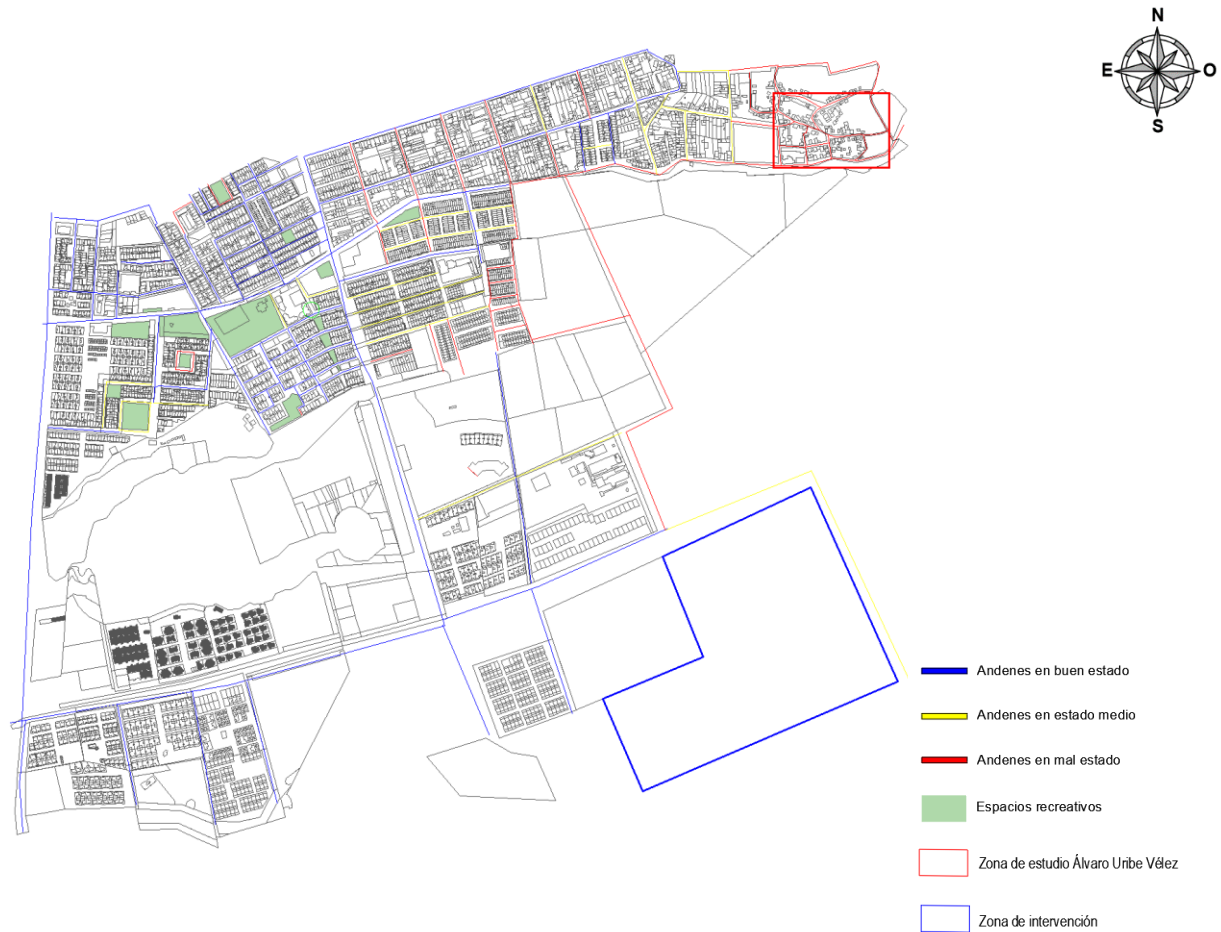 N
E O
S
Andenes en buen estado
Andenes en estado medio
Andenes en mal estado
Espacios recreativos
Zona de estudio Álvaro Uribe Vélez
Zona de intervención